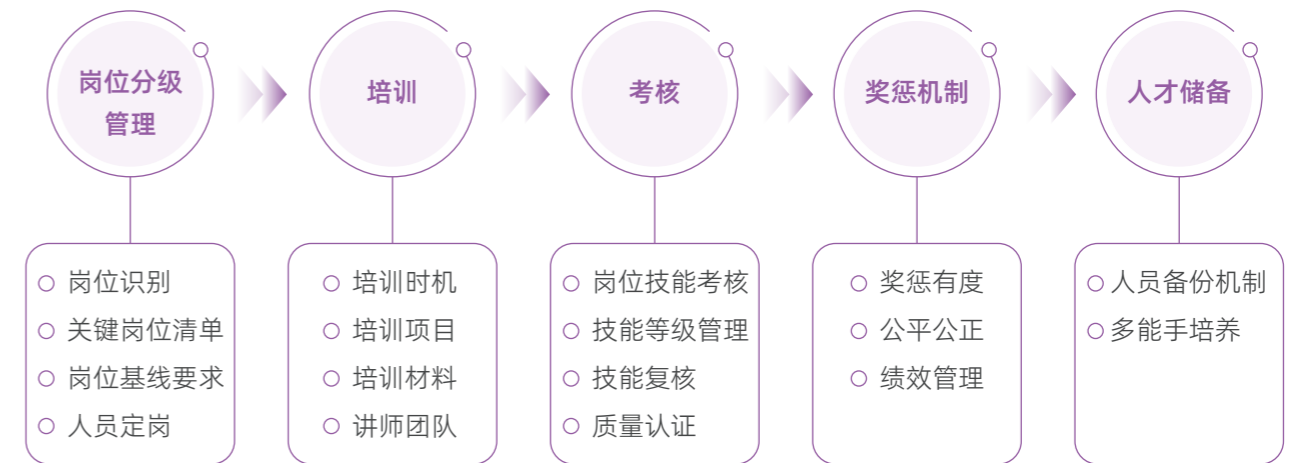 岗位分级
管理
培训
考核
奖惩机制
人才储备
岗位识别
关键岗位清单
岗位基线要求
人员定岗
培训时机
培训项目
培训材料
讲师团队
岗位技能考核
技能等级管理
技能复核
质量认证
奖惩有度
公平公正
绩效管理
人员备份机制
多能手培养